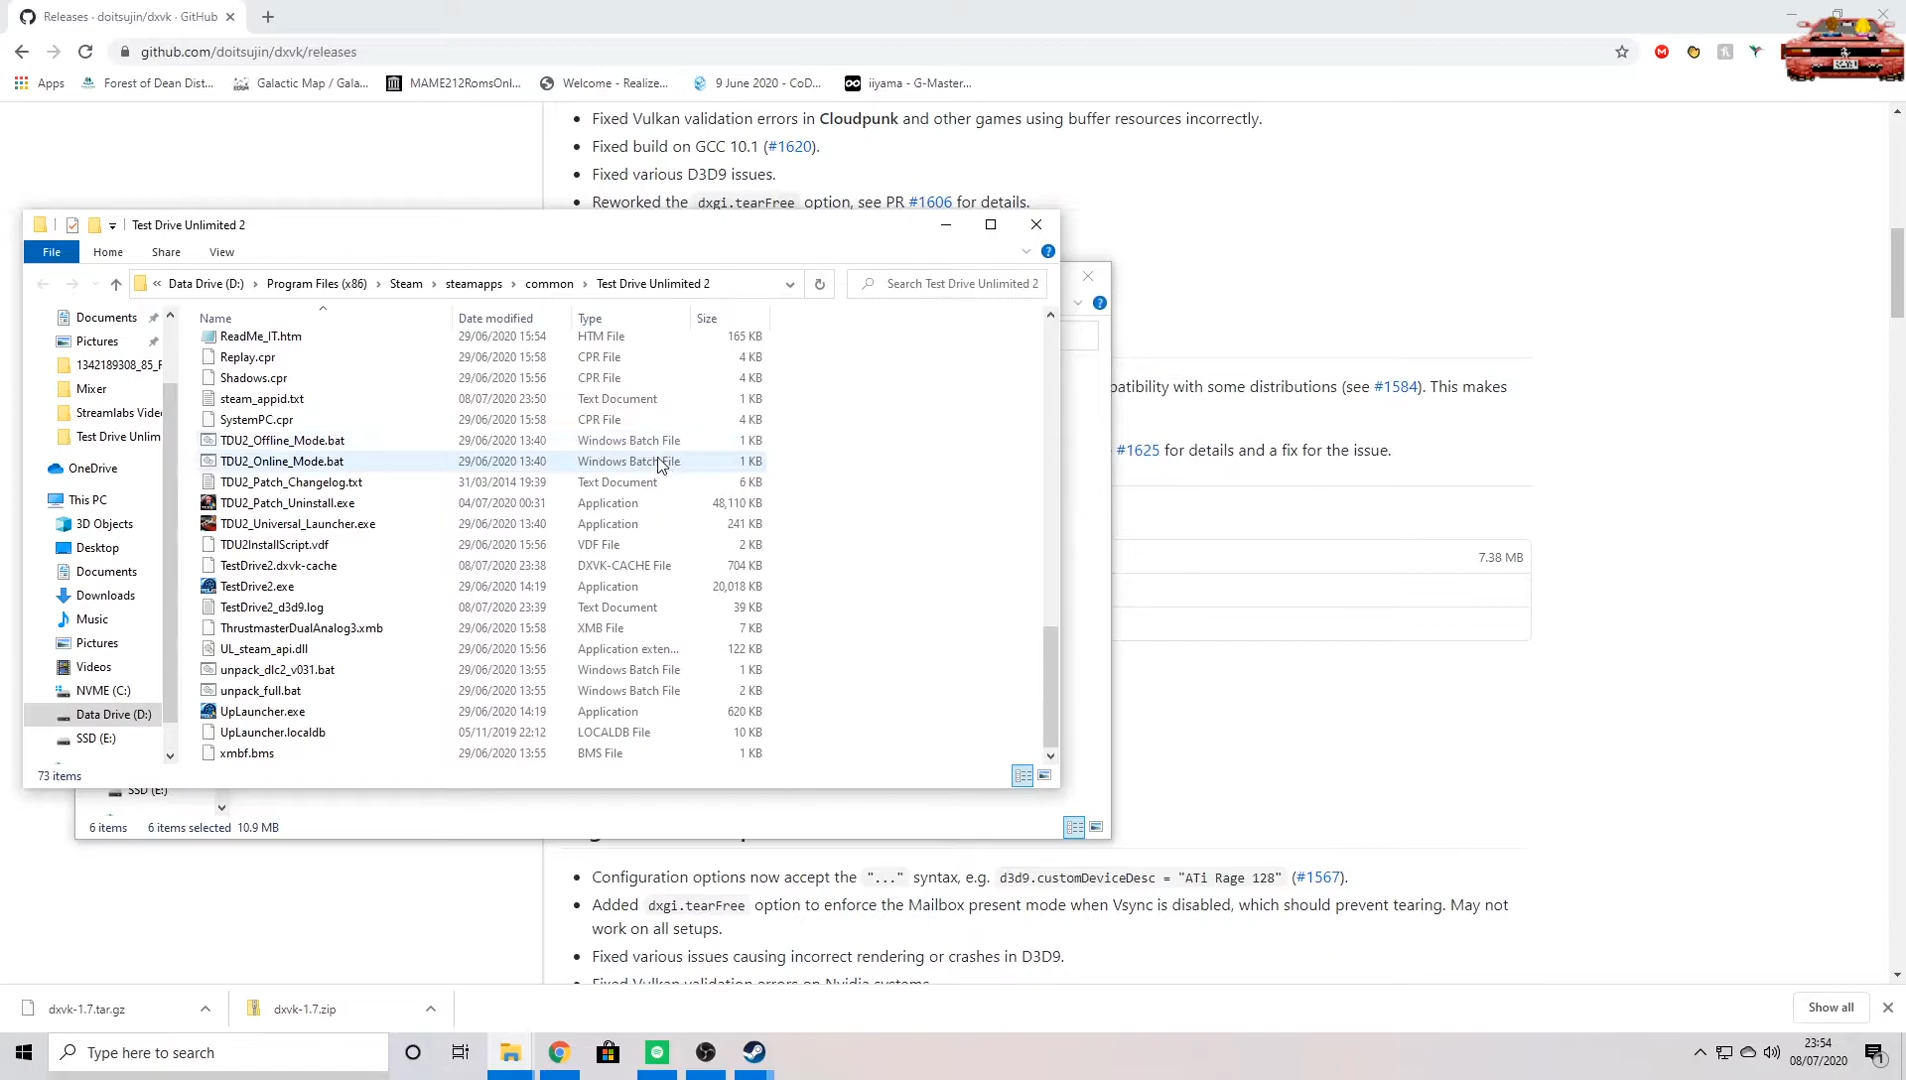 Releases · doitsujin/dxvk · GitHub
github.com/doitsujin/dxvk/releases
Apps
Forest of Dean Dist...
Galactic Map / Gala...
MAME212RomsOnl...
Welcome - Realize...
9 June 2020 - CoD...
iiyama - G-Master...
Fixed Vulkan validation errors in Cloudpunk and other games using buffer resources incorrectly.
Fixed build on GCC 10.1 (#1620).
Fixed various D3D9 issues.
Reworked the dxgi.tearFree option, see PR #1606 for details.
Test Drive Unlimited 2
File Home Share View
« Data Drive (D:) > Program Files (x86) > Steam > steamapps > common > Test Drive Unlimited 2
Search Test Drive Unlimited 2
Documents
Pictures
1342189308_85_F
Mixer
Streamlabs Vide
Test Drive Unlim
OneDrive
This PC
3D Objects
Desktop
Documents
Downloads
Music
Pictures
Videos
NVME (C:)
Data Drive (D:)
SSD (E:)
Name Date modified Type Size
ReadMe_IT.htm 29/06/2020 15:54 HTM File 165 KB
Replay.cpr 29/06/2020 15:58 CPR File 4 KB
Shadows.cpr 29/06/2020 15:56 CPR File 4 KB
steam_appid.txt 08/07/2020 23:50 Text Document 1 KB
SystemPC.cpr 29/06/2020 15:58 CPR File 4 KB
TDU2_Offline_Mode.bat 29/06/2020 13:40 Windows Batch File 1 KB
TDU2_Online_Mode.bat 29/06/2020 13:40 Windows Batch File 1 KB
TDU2_Patch_Changelog.txt 31/03/2014 19:39 Text Document 6 KB
TDU2_Patch_Uninstall.exe 04/07/2020 00:31 Application 48,110 KB
TDU2_Universal_Launcher.exe 29/06/2020 13:40 Application 241 KB
TDU2InstallScript.vdf 29/06/2020 15:56 VDF File 2 KB
TestDrive2.dxvk-cache 08/07/2020 23:38 DXVK-CACHE File 704 KB
TestDrive2.exe 29/06/2020 14:19 Application 20,018 KB
TestDrive2_d3d9.log 08/07/2020 23:39 Text Document 39 KB
ThrustmasterDualAnalog3.xmb 29/06/2020 15:58 XMB File 7 KB
UL_steam_api.dll 29/06/2020 15:56 Application exten... 122 KB
unpack_dlc2_v031.bat 29/06/2020 13:55 Windows Batch File 1 KB
unpack_full.bat 29/06/2020 13:55 Windows Batch File 2 KB
UpLauncher.exe 29/06/2020 14:19 Application 620 KB
UpLauncher.localdb 05/11/2019 22:12 LOCALDB File 10 KB
xmbf.bms 29/06/2020 13:55 BMS File 1 KB
73 items
patibility with some distributions (see #1584). This makes
#1625 for details and a fix for the issue.
7.38 MB
SSD (E:)
6 items 6 items selected 10.9 MB
Configuration options now accept the "..." syntax, e.g. d3d9.customDeviceDesc = "ATi Rage 128" (#1567).
Added dxgi.tearFree option to enforce the Mailbox present mode when Vsync is disabled, which should prevent tearing. May not
work on all setups.
Fixed various issues causing incorrect rendering or crashes in D3D9.
Fixed Vulkan validation errors on Nvidia systems.
dxvk-1.7.tar.gz
dxvk-1.7.zip
Show all
Type here to search
23:54
08/07/2020
1